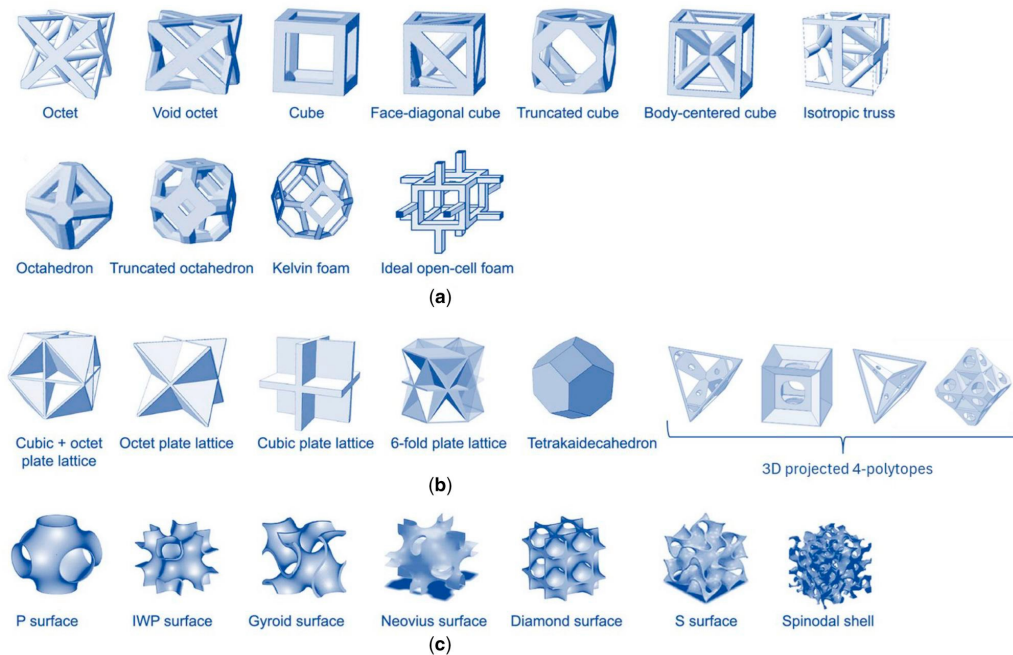 Octet
Void octet
Cube
Face-diagonal cube
Truncated cube
Body-centered cube
Isotropic truss
Octahedron
Truncated octahedron
Kelvin foam
Ideal open-cell foam
(a)
Cubic + octet
plate lattice
Octet plate lattice
Cubic plate lattice
6-fold plate lattice
Tetrakaidecahedron
3D projected 4-polytopes
(b)
P surface
IWP surface
Gyroid surface
Neovius surface
Diamond surface
S surface
Spinodal shell
(c)